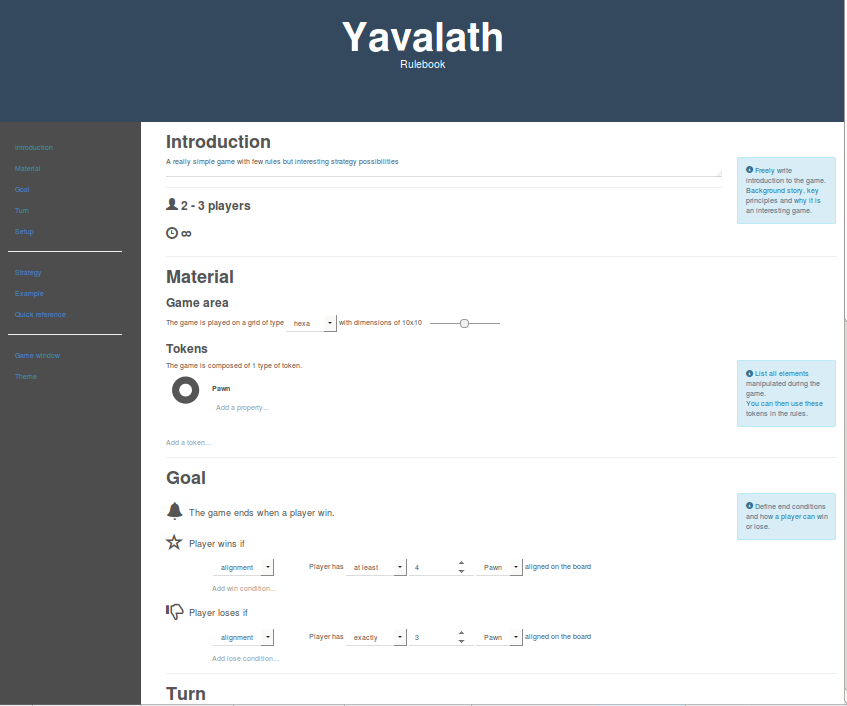 Yavalath
Rulebook
Introduction
Material
Goal
Turn
Setup
Strategy
Example
Quick reference
Game window
Theme
Introduction
A really simple game with few rules but interesting strategy possibilities
2 - 3 players
∞
Freely write
introduction to the game.
Background story, key
principles and why it is
an interesting game.
Material
Game area
The game is played on a grid of type hexa with dimensions of 10x10
Tokens
The game is composed of 1 type of token.
Pawn
Add a property...
Add a token...
List all elements
manipulated during the
game.
You can then use these
tokens in the rules.
Goal
The game ends when a player win.
Player wins if
alignment Player has at least 4 Pawn aligned on the board
Add win condition...
Player loses if
alignment Player has exactly 3 Pawn aligned on the board
Add lose condition...
Define end conditions
and how a player can win
or lose.
Turn